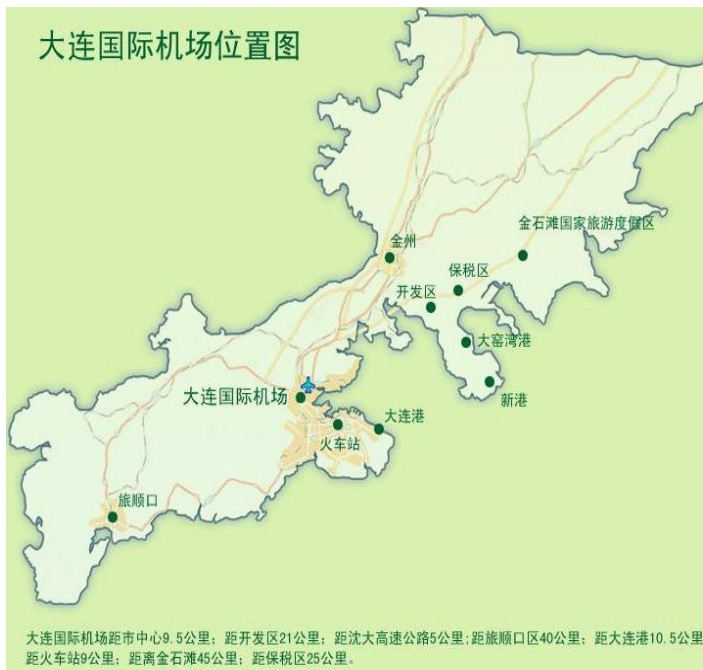 大连国际机场位置图
金石滩国家旅游度假区
金州
保税区
开发区
大窑湾港
大连国际机场
新港
大连港
火车站
旅顺口
大连国际机场距市中心9.5公里；距开发区21公里；距沈大高速公路5公里；距旅顺口区40公里；距大连港10.5公里
距火车站9公里；距离金石滩45公里；距保税区25公里。